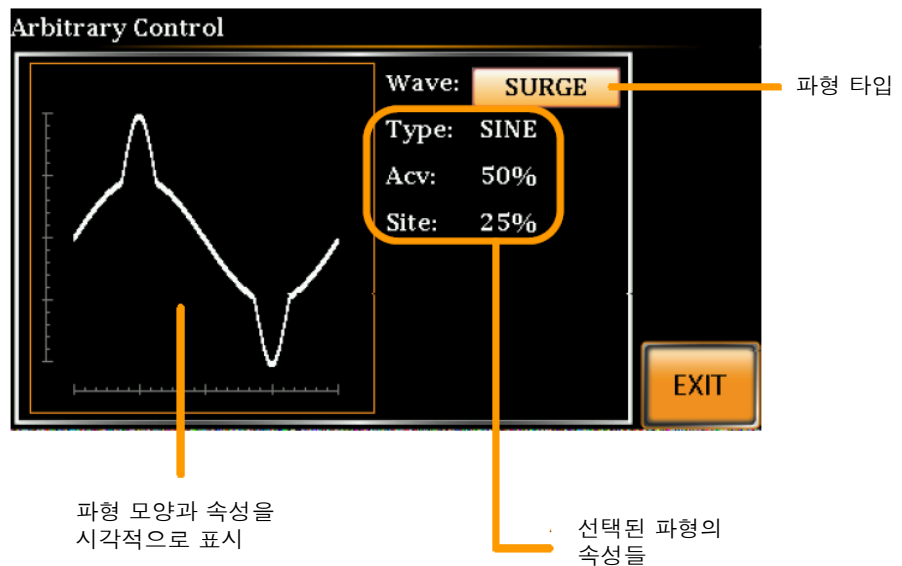 Arbitrary Control
Wave: SURGE
파형 타입
Type: SINE
Acv: 50%
Site: 25%
EXIT
파형 모양과 속성을
시각적으로 표시
선택된 파형의
속성들